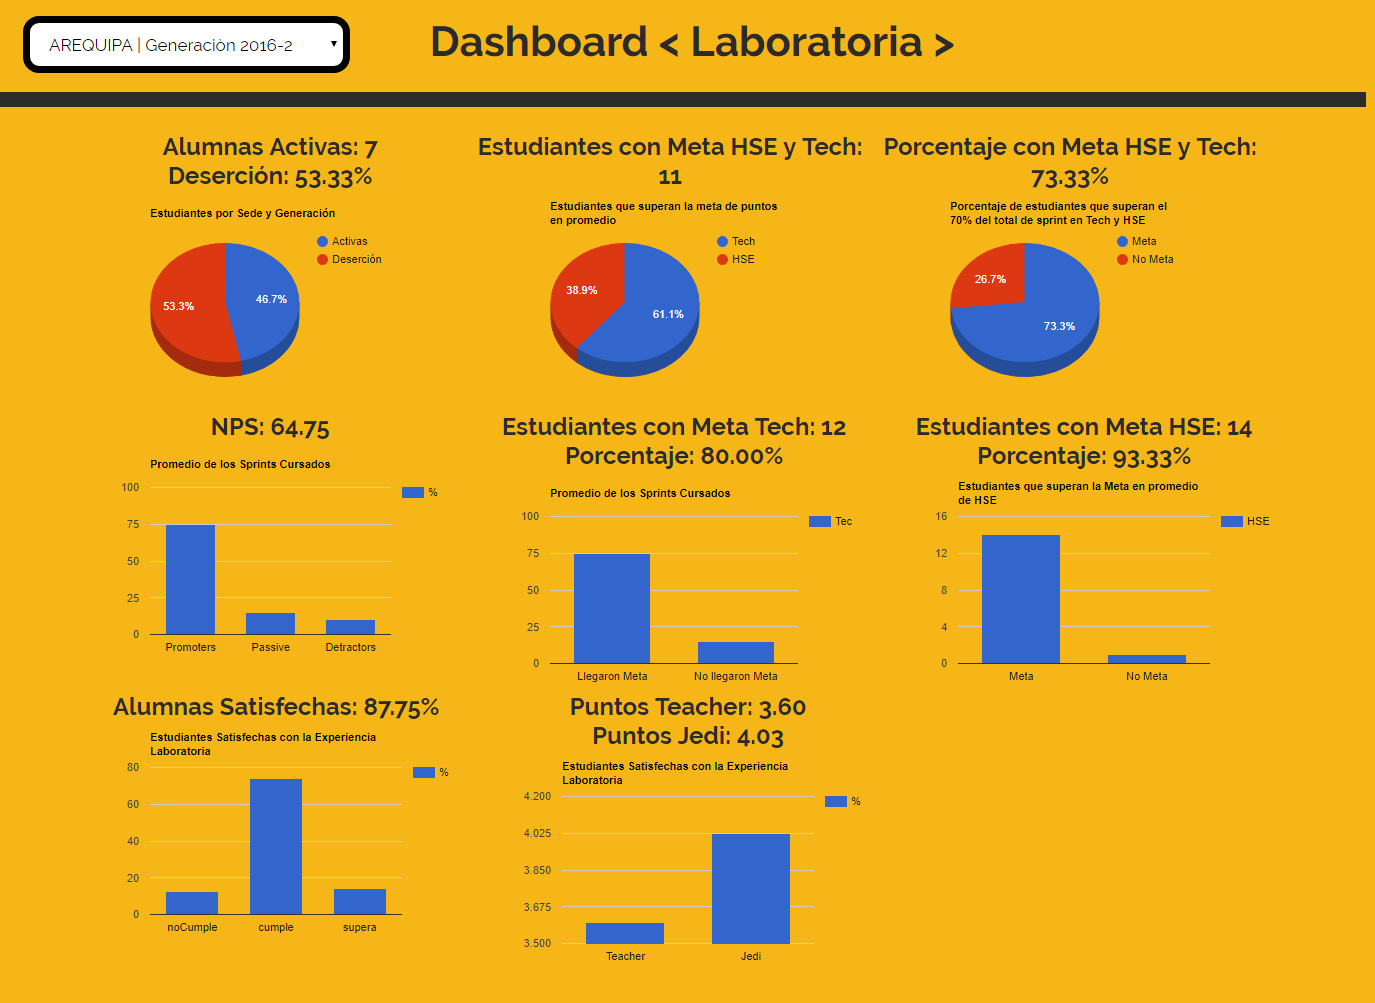 AREQUIPA | Generaciòn 2016-2
Dashboard < Laboratoria >
Alumnas Activas: 7
Deserción: 53.33%
Estudiantes por Sede y Generación
Activas
Deserción
53.3%
46.7%
Estudiantes con Meta HSE y Tech:
11
Estudiantes que superan la meta de puntos
en promedio
Tech
HSE
38.9%
61.1%
Porcentaje con Meta HSE y Tech:
73.33%
Porcentaje de estudiantes que superan el
70% del total de sprint en Tech y HSE
Meta
No Meta
26.7%
73.3%
NPS: 64.75
Promedio de los Sprints Cursados
%
100
75
50
25
0
Promoters Passive Detractors
Estudiantes con Meta Tech: 12
Porcentaje: 80.00%
Promedio de los Sprints Cursados
Tec
100
75
50
25
0
Llegaron Meta No llegaron Meta
Estudiantes con Meta HSE: 14
Porcentaje: 93.33%
Estudiantes que superan la Meta en promedio
de HSE
HSE
16
12
8
4
0
Meta No Meta
Alumnas Satisfechas: 87.75%
Estudiantes Satisfechas con la Experiencia
Laboratoria
%
80
60
40
20
0
noCumple cumple supera
Puntos Teacher: 3.60
Puntos Jedi: 4.03
Estudiantes Satisfechas con la Experiencia
Laboratoria
%
4.200
4.025
3.850
3.675
3.500
Teacher Jedi